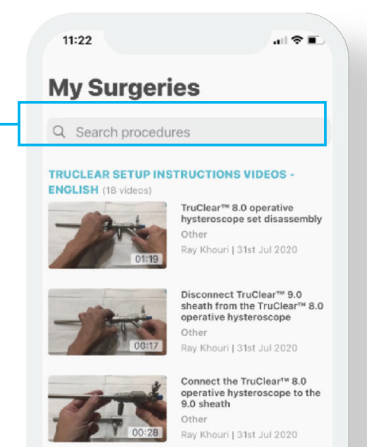 11:22
My Surgeries
Search procedures
TRUCLEAR SETUP INSTRUCTIONS VIDEOS -
ENGLISH (18 videos)
TruClear™ 8.0 operative
hysteroscope set disassembly
Other
Ray Khouri | 31st Jul 2020
01:19
Disconnect TruClear™ 9.0
sheath from the TruClear™ 8.0
operative hysteroscope
Other
Ray Khouri | 31st Jul 2020
00:17
Connect the TruClear™ 8.0
operative hysteroscope to the
9.0 sheath
Other
Ray Khouri | 31st Jul 2020
00:28